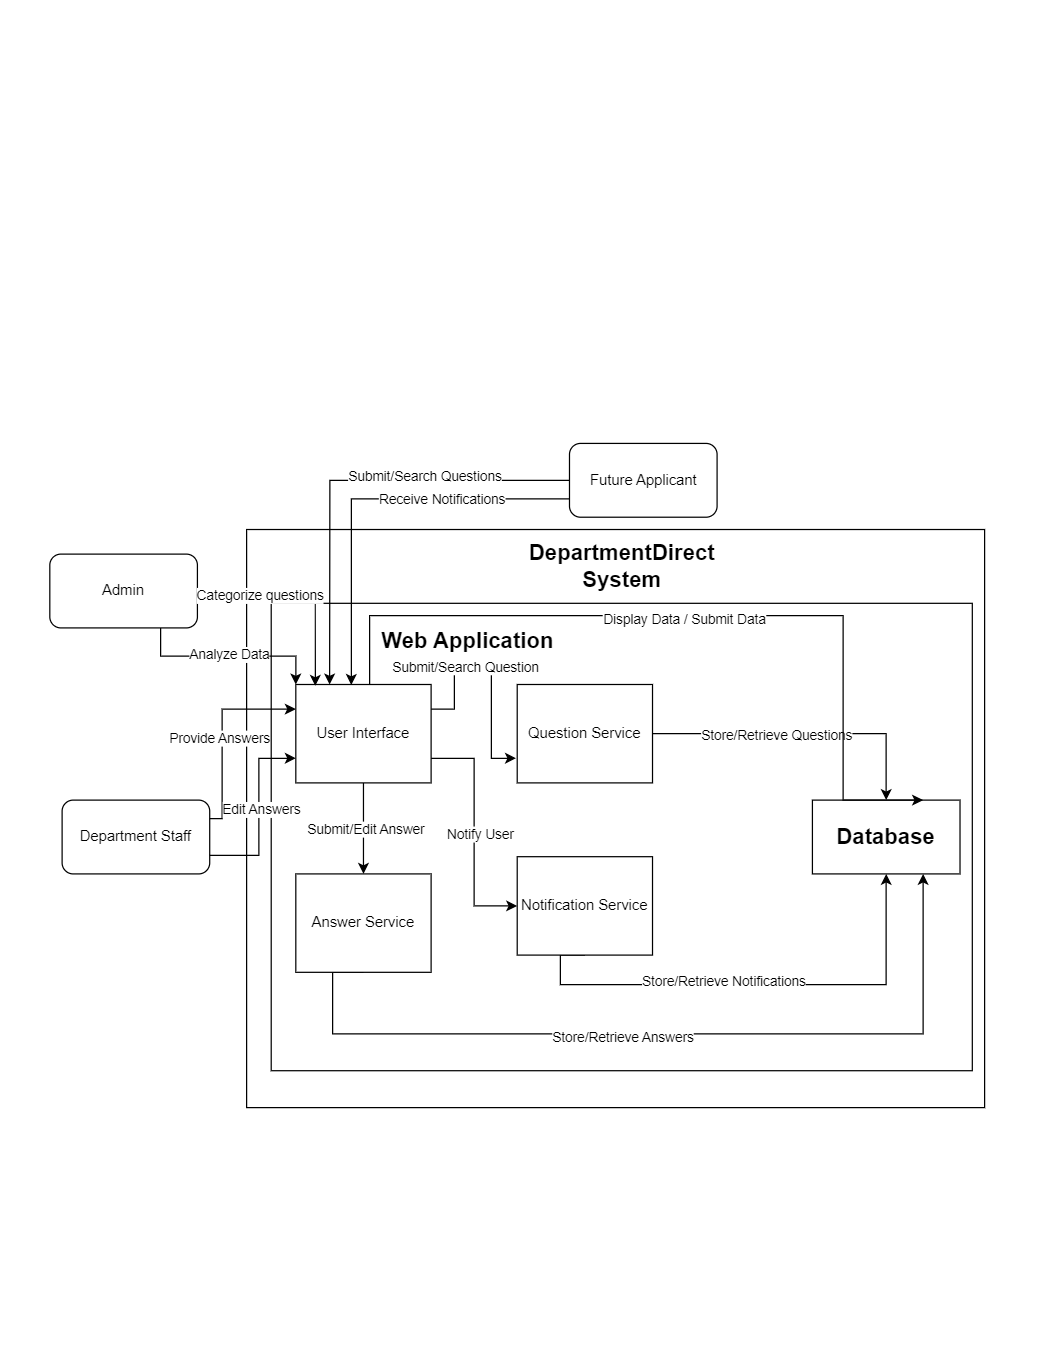 Submit/Search Questions
Future Applicant
Receive Notifications
DepartmentDirect
System
Admin
Categorize questions
Display Data / Submit Data
Web Application
Analyze Data
Submit/Search Question
Provide Answers
User Interface
Question Service
Store/Retrieve Questions
Edit Answers
Department Staff
Submit/Edit Answer
Notify User
Database
Answer Service
Notification Service
Store/Retrieve Notifications
Store/Retrieve Answers